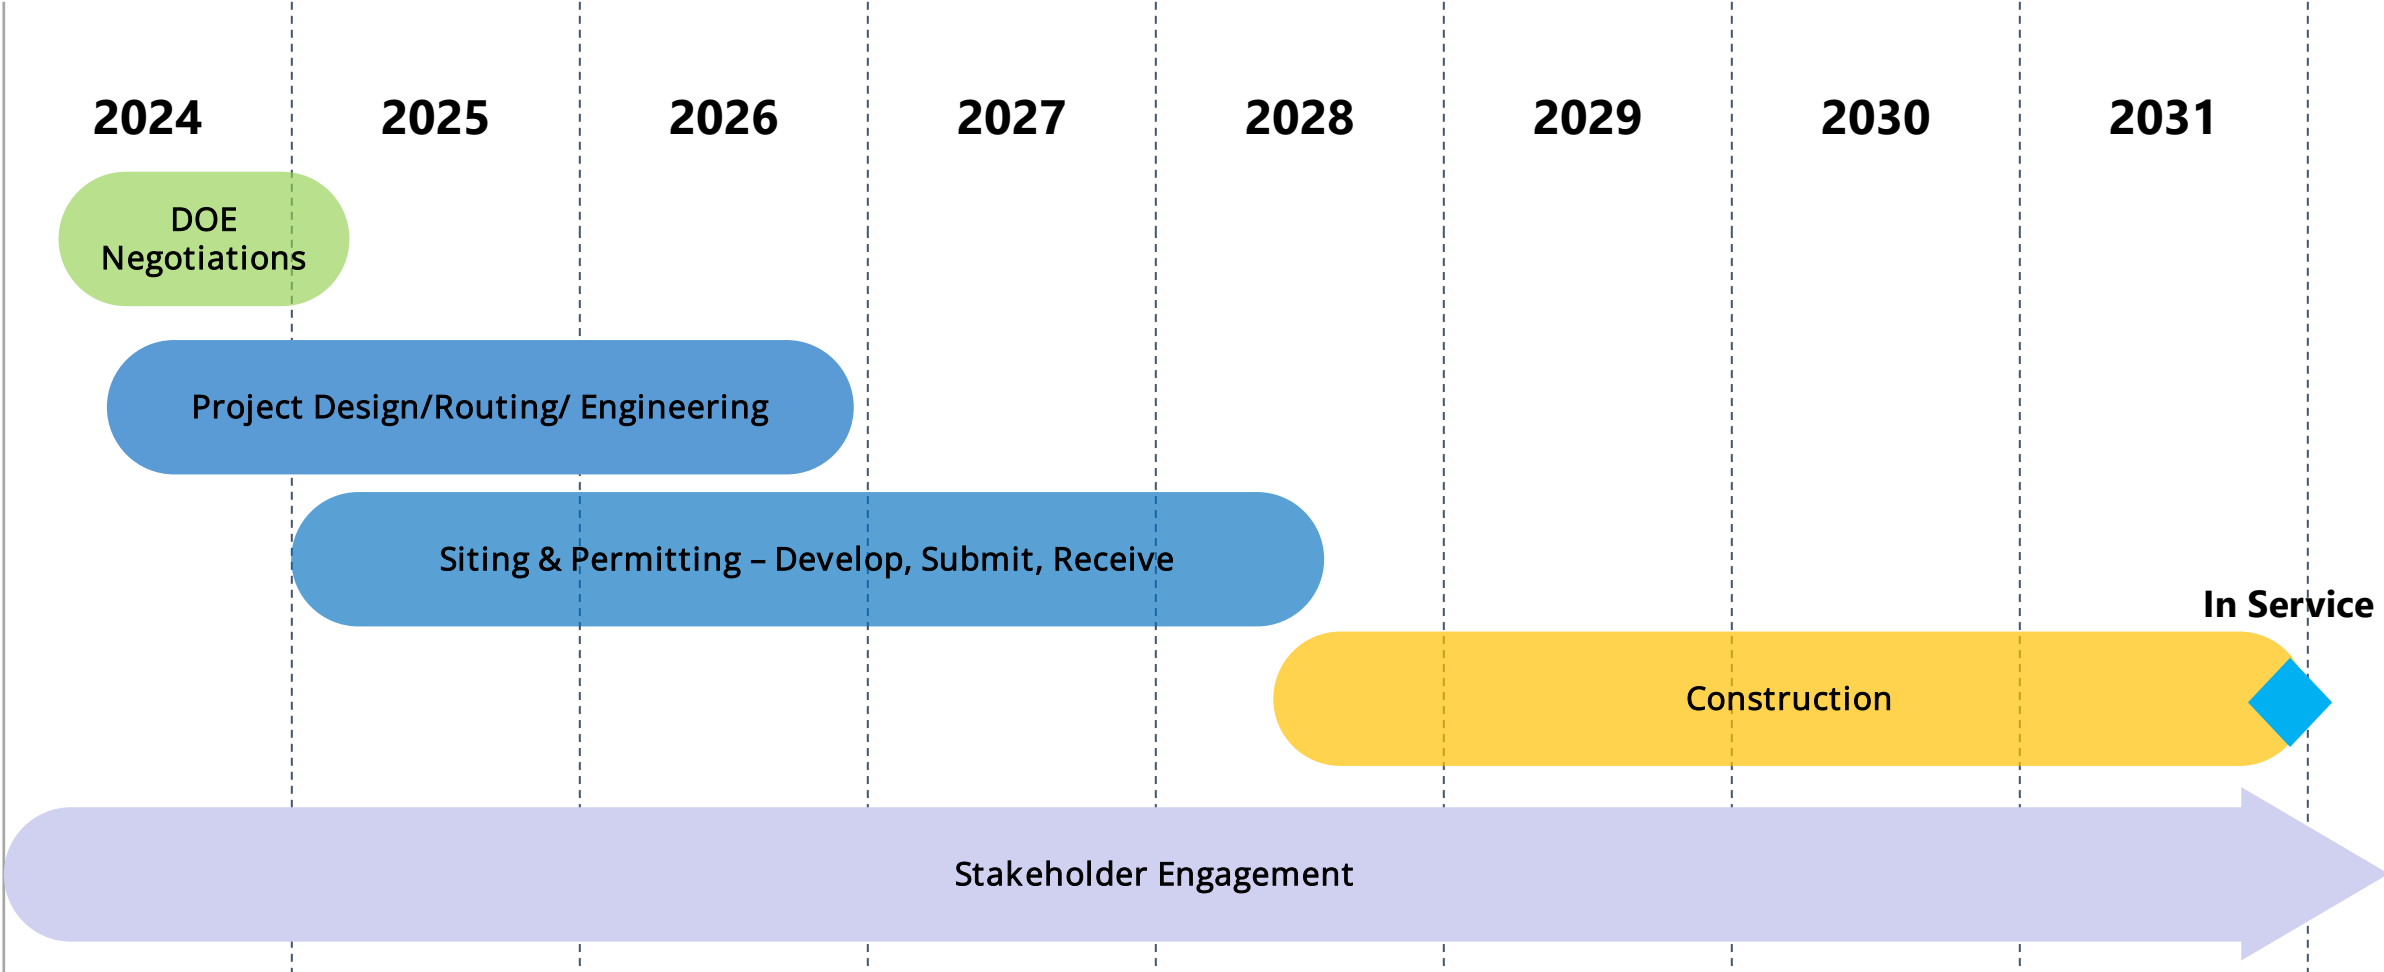 2024 2025 2026 2027 2028 2029 2030 2031
DOE
Negotiations
Project Design/Routing/ Engineering
Siting & Permitting – Develop, Submit, Receive
In Service
Construction
Stakeholder Engagement